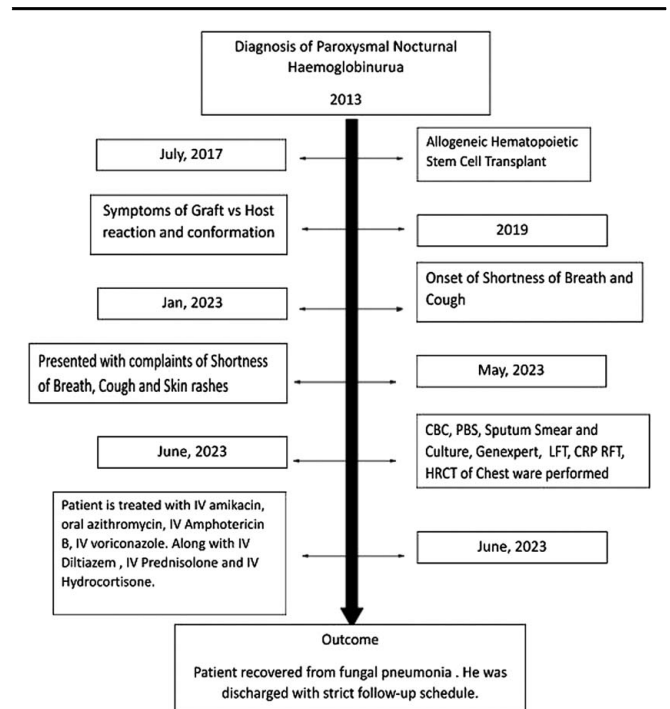 Diagnosis of Paroxysmal Nocturnal
Haemoglobinurua
2013
July, 2017
Allogeneic Hematopoietic
Stem Cell Transplant
Symptoms of Graft vs Host
reaction and conformation
2019
Jan, 2023
Onset of Shortness of Breath and
Cough
Presented with complaints of Shortness
of Breath, Cough and Skin rashes
May, 2023
June, 2023
CBC, PBS, Sputum Smear and
Culture, Genexpert, LFT, CRP RFT,
HRCT of Chest ware performed
Patient is treated with IV amikacin,
oral azithromycin, IV Amphotericin
B, IV voriconazole. Along with IV
Diltiazem , IV Prednisolone and IV
Hydrocortisone.
June, 2023
Outcome
Patient recovered from fungal pneumonia . He was
discharged with strict follow-up schedule.